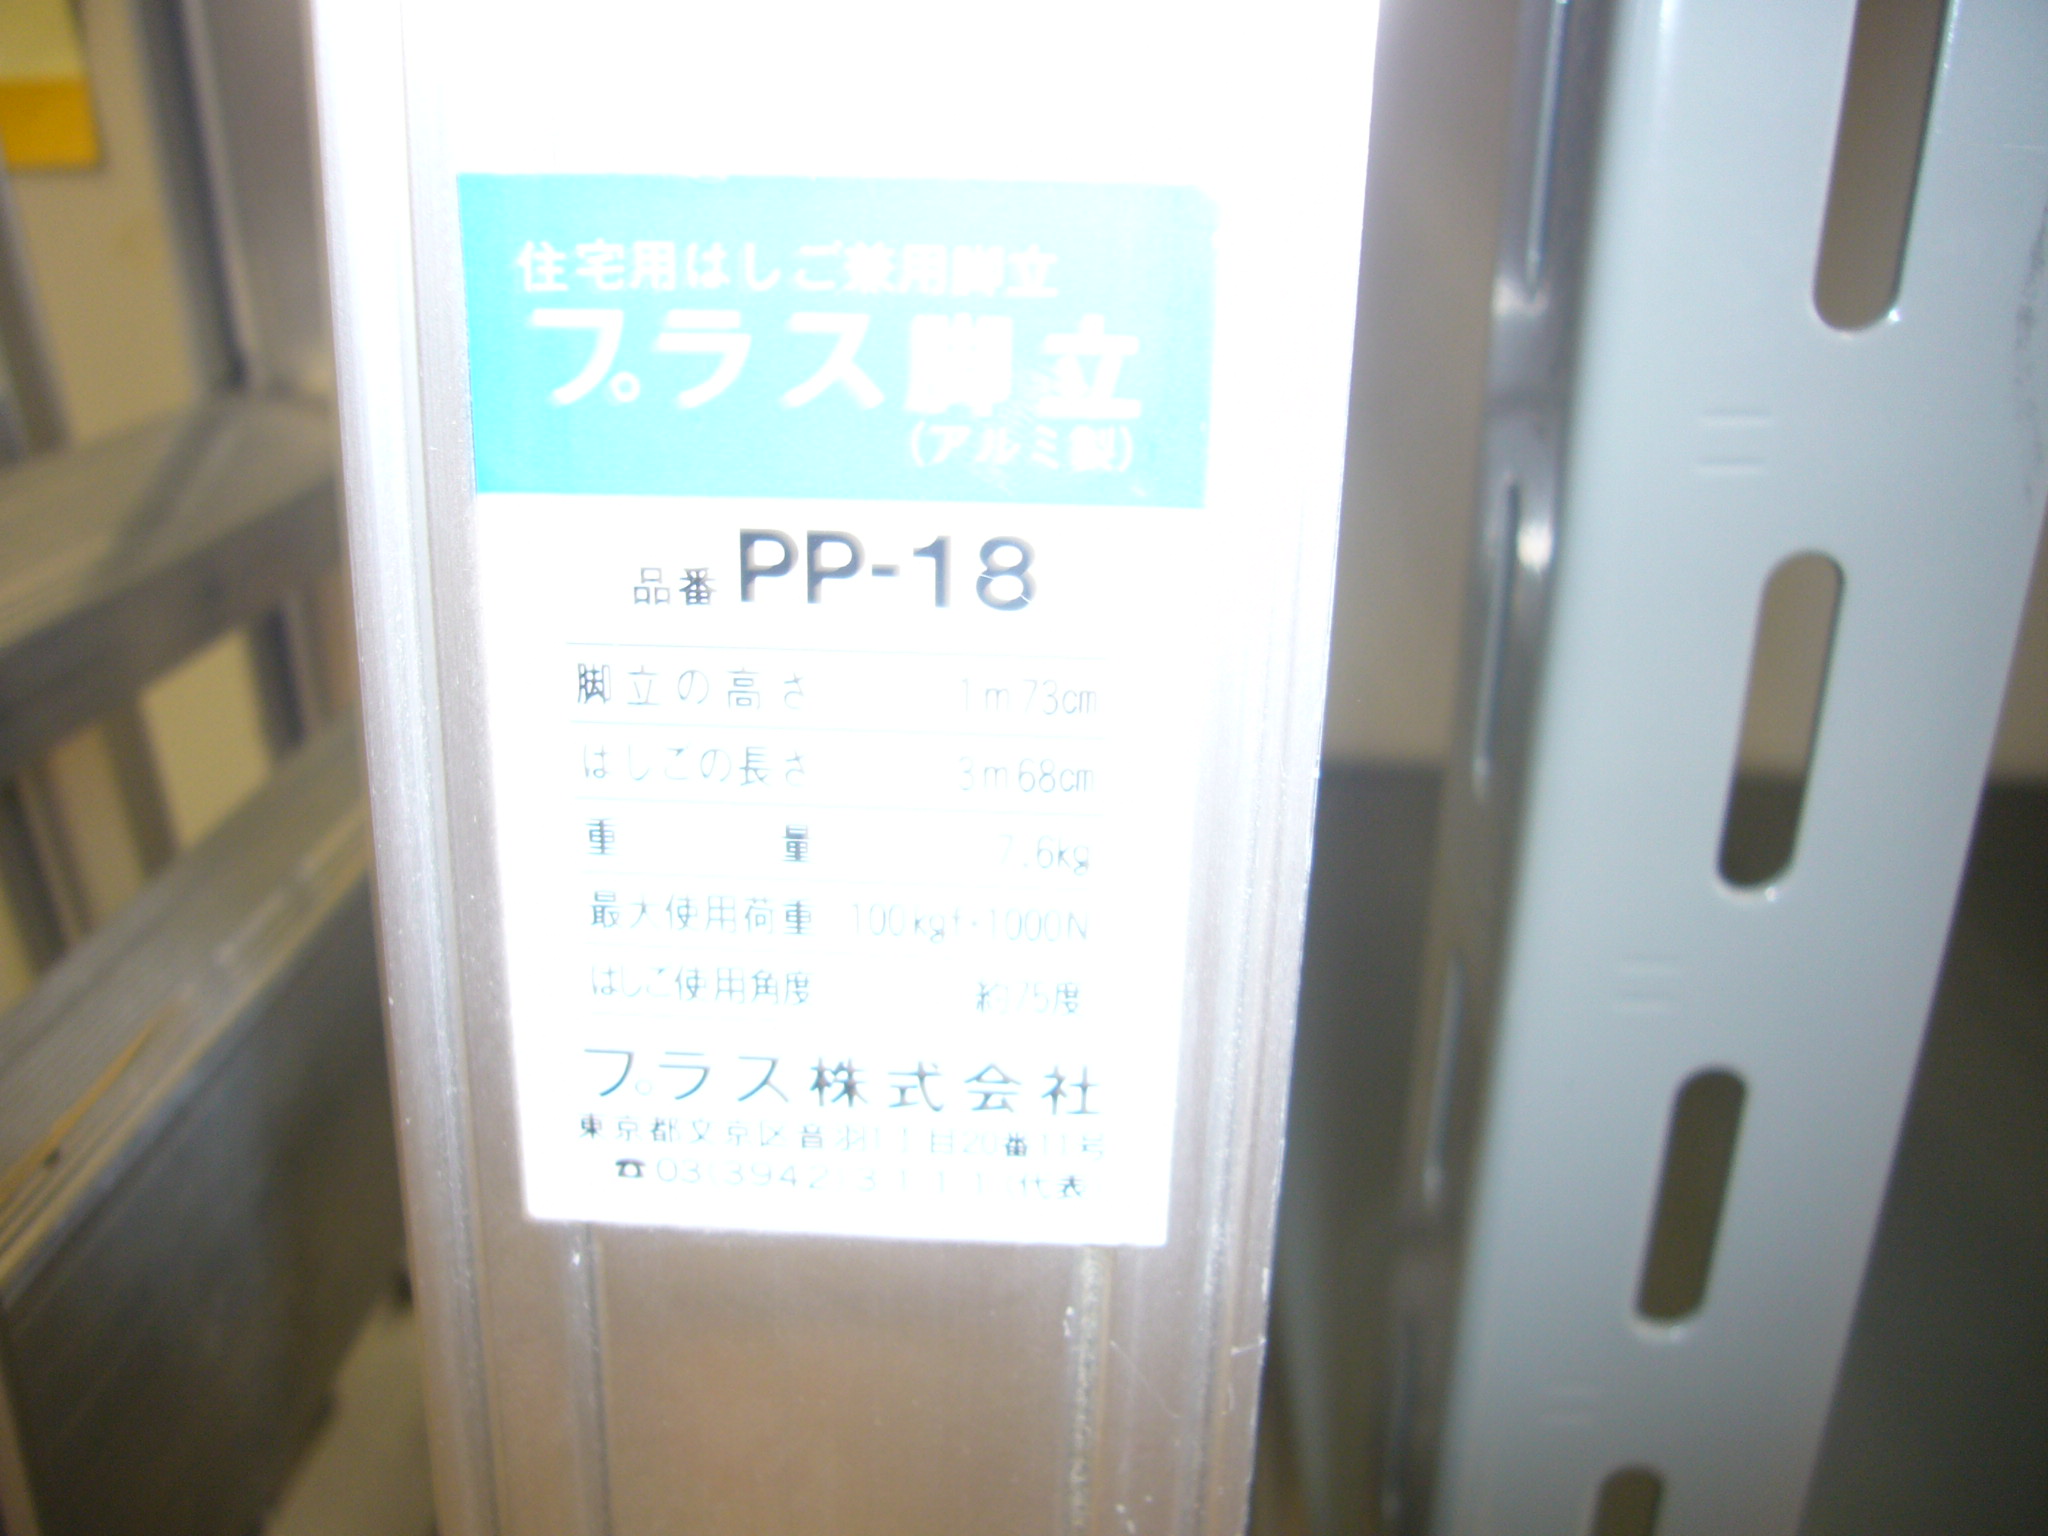 住宅用はしご兼用脚立
プラス脚立
(アルミ製)
品番 PP-18
脚立の高さ 1m73cm
はしごの長さ 3m68cm
重量 7.6kg
最大使用荷重 100kgf・1000N
はしご使用角度 約75度
プラス株式会社
東京都文京区音羽1丁目20番11号
☎03(3942)3111(代表)